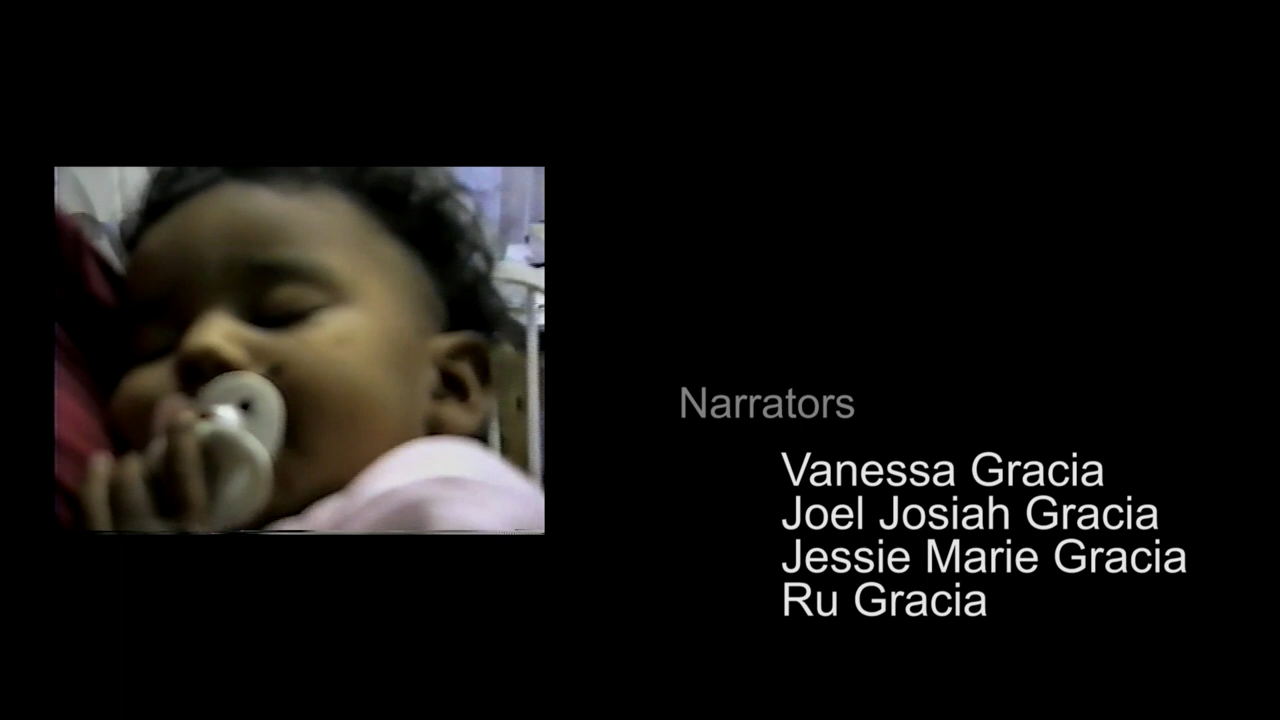 Narrators
Vanessa Gracia
Joel Josiah Gracia
Jessie Marie Gracia
Ru Gracia